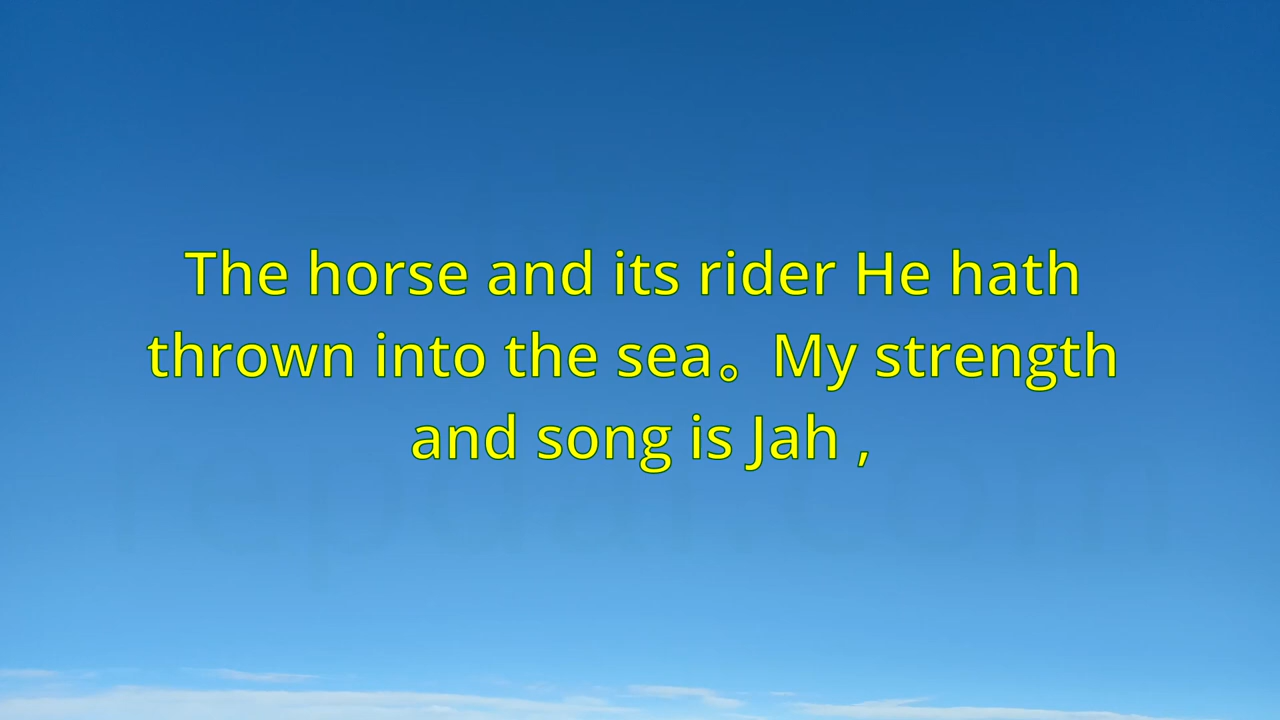 The horse and its rider He hath
thrown into the sea。My strength
and song is Jah ,